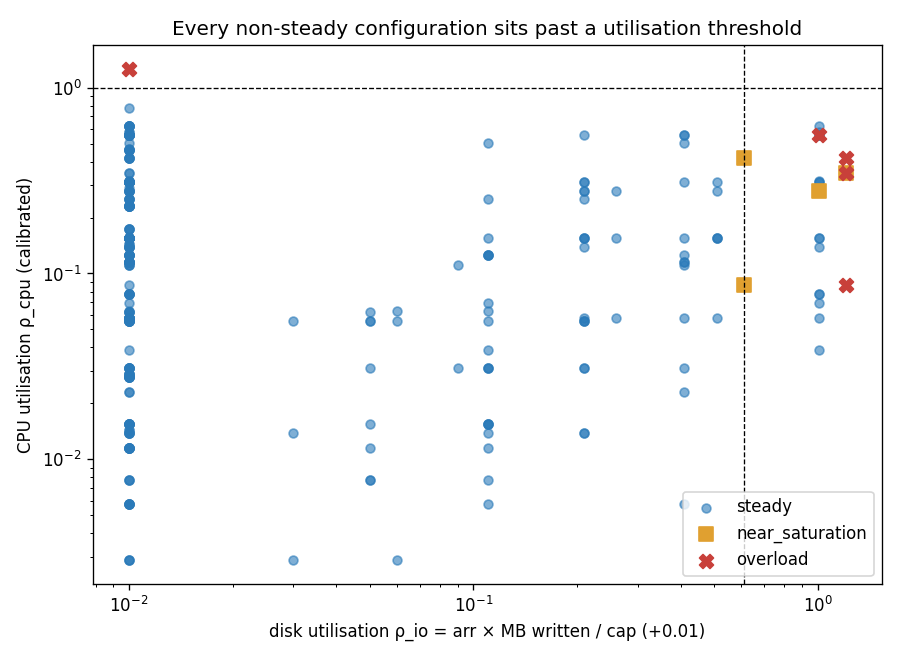 Every non-steady configuration sits past a utilisation threshold
CPU utilisation ρ_cpu (calibrated)
10⁰
10⁻¹
10⁻²
steady
near_saturation
overload
10⁻²
10⁻¹
10⁰
disk utilisation ρ_io = arr × MB written / cap (+0.01)